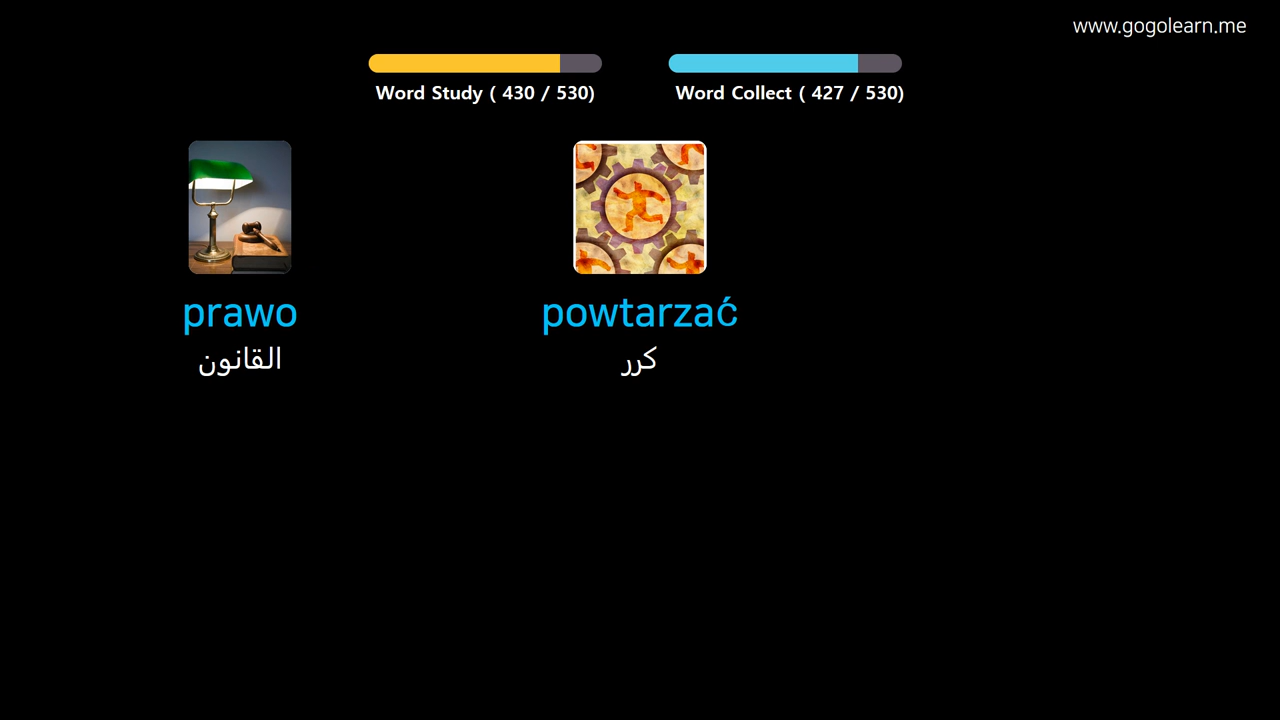 www.gogolearn.me
Word Study ( 430 / 530)
Word Collect ( 427 / 530)
prawo
القانون
powtarzać
كرر